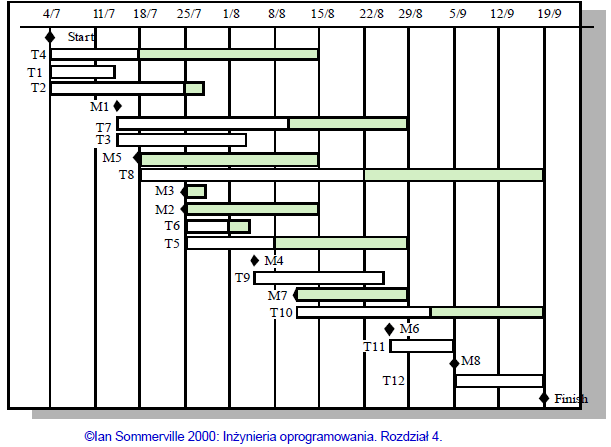 4/7 11/7 18/7 25/7 1/8 8/8 15/8 22/8 29/8 5/9 12/9 19/9
Start
T4
T1
T2
M1
T7
T3
M5
T8
M3
M2
T6
T5
M4
T9
M7
T10
M6
T11
M8
T12
Finish
©Ian Sommerville 2000: Inżynieria oprogramowania. Rozdział 4.